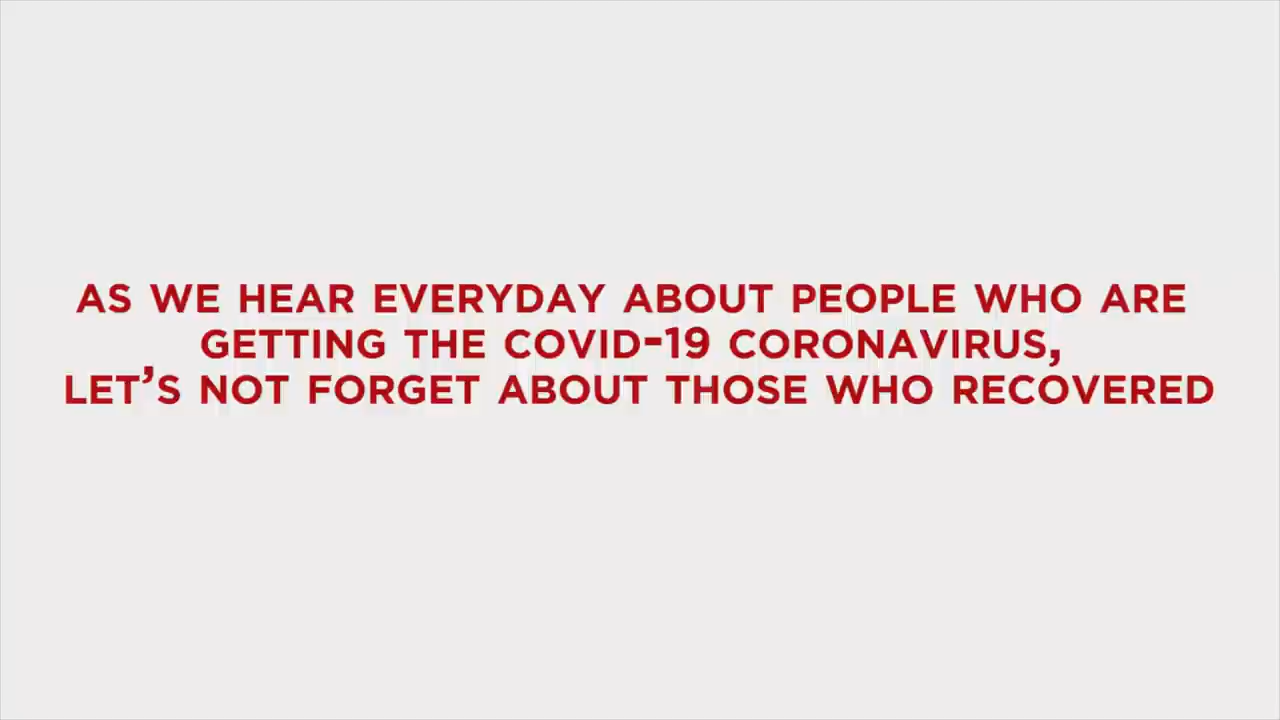 AS WE HEAR EVERYDAY ABOUT PEOPLE WHO ARE
GETTING THE COVID-19 CORONAVIRUS,
LET'S NOT FORGET ABOUT THOSE WHO RECOVERED